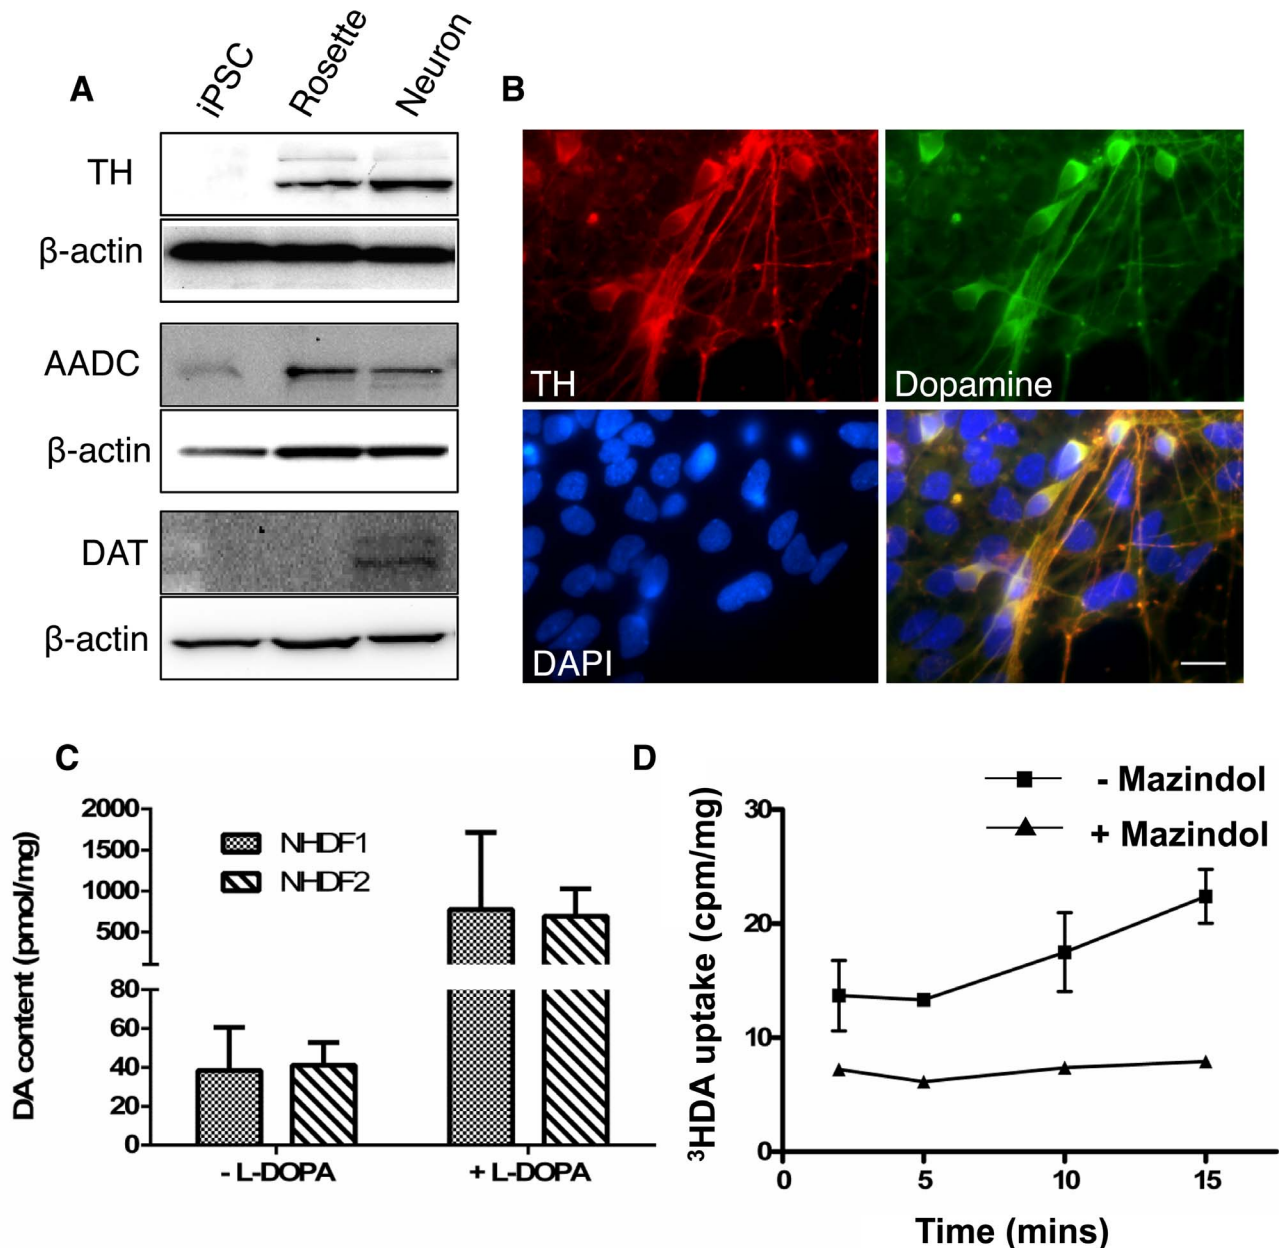 A
iPSC
Rosette
Neuron
TH
β-actin
AADC
β-actin
DAT
β-actin
B
TH
Dopamine
DAPI
C
DA content (pmol/mg)
2000
1500
1000
500
80
60
40
20
0
NHDF1
NHDF2
- L-DOPA
+ L-DOPA
D
- Mazindol
+ Mazindol
³HDA uptake (cpm/mg)
30
20
10
0
0 5 10 15
Time (mins)